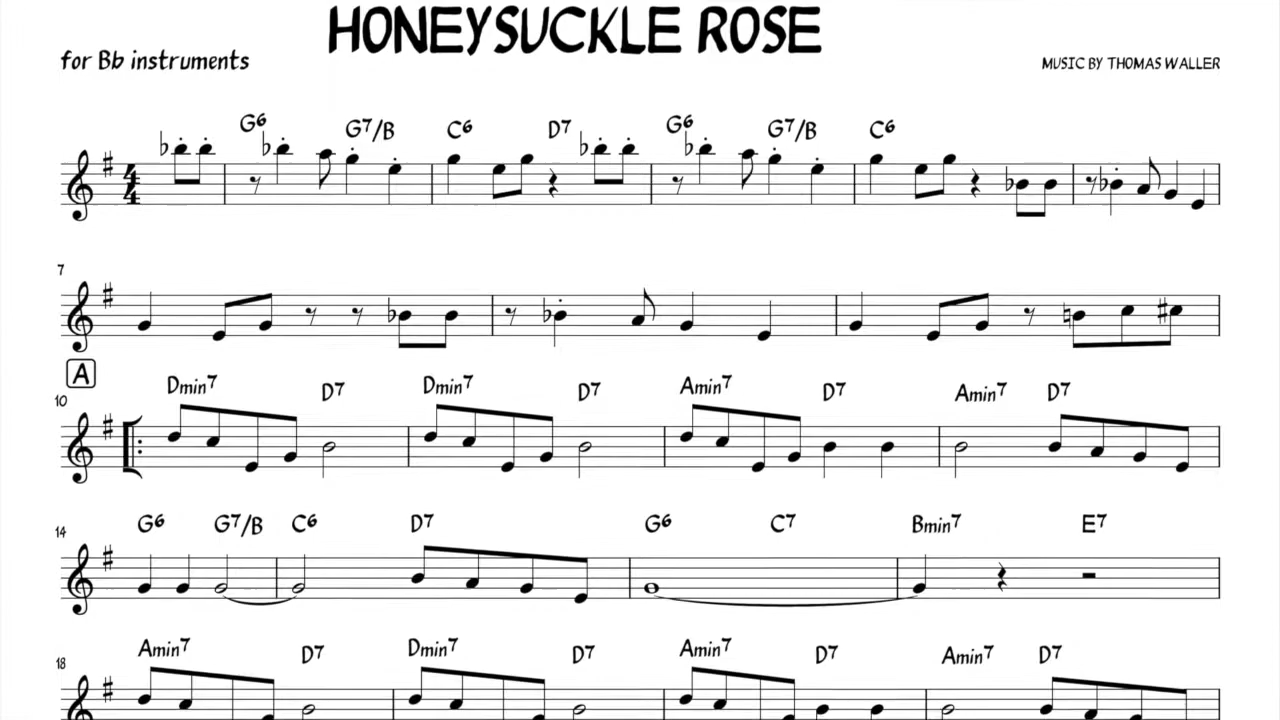 HONEYSUCKLE ROSE
for Bb instruments
MUSIC BY THOMAS WALLER
G6 G7/B C6 D7 G6 G7/B C6
4/4
7
A
Dmin7 D7 Dmin7 D7 Amin7 D7 Amin7 D7
10
G6 G7/B C6 D7 G6 C7 Bmin7 E7
14
Amin7 D7 Dmin7 D7 Amin7 D7 Amin7 D7
18